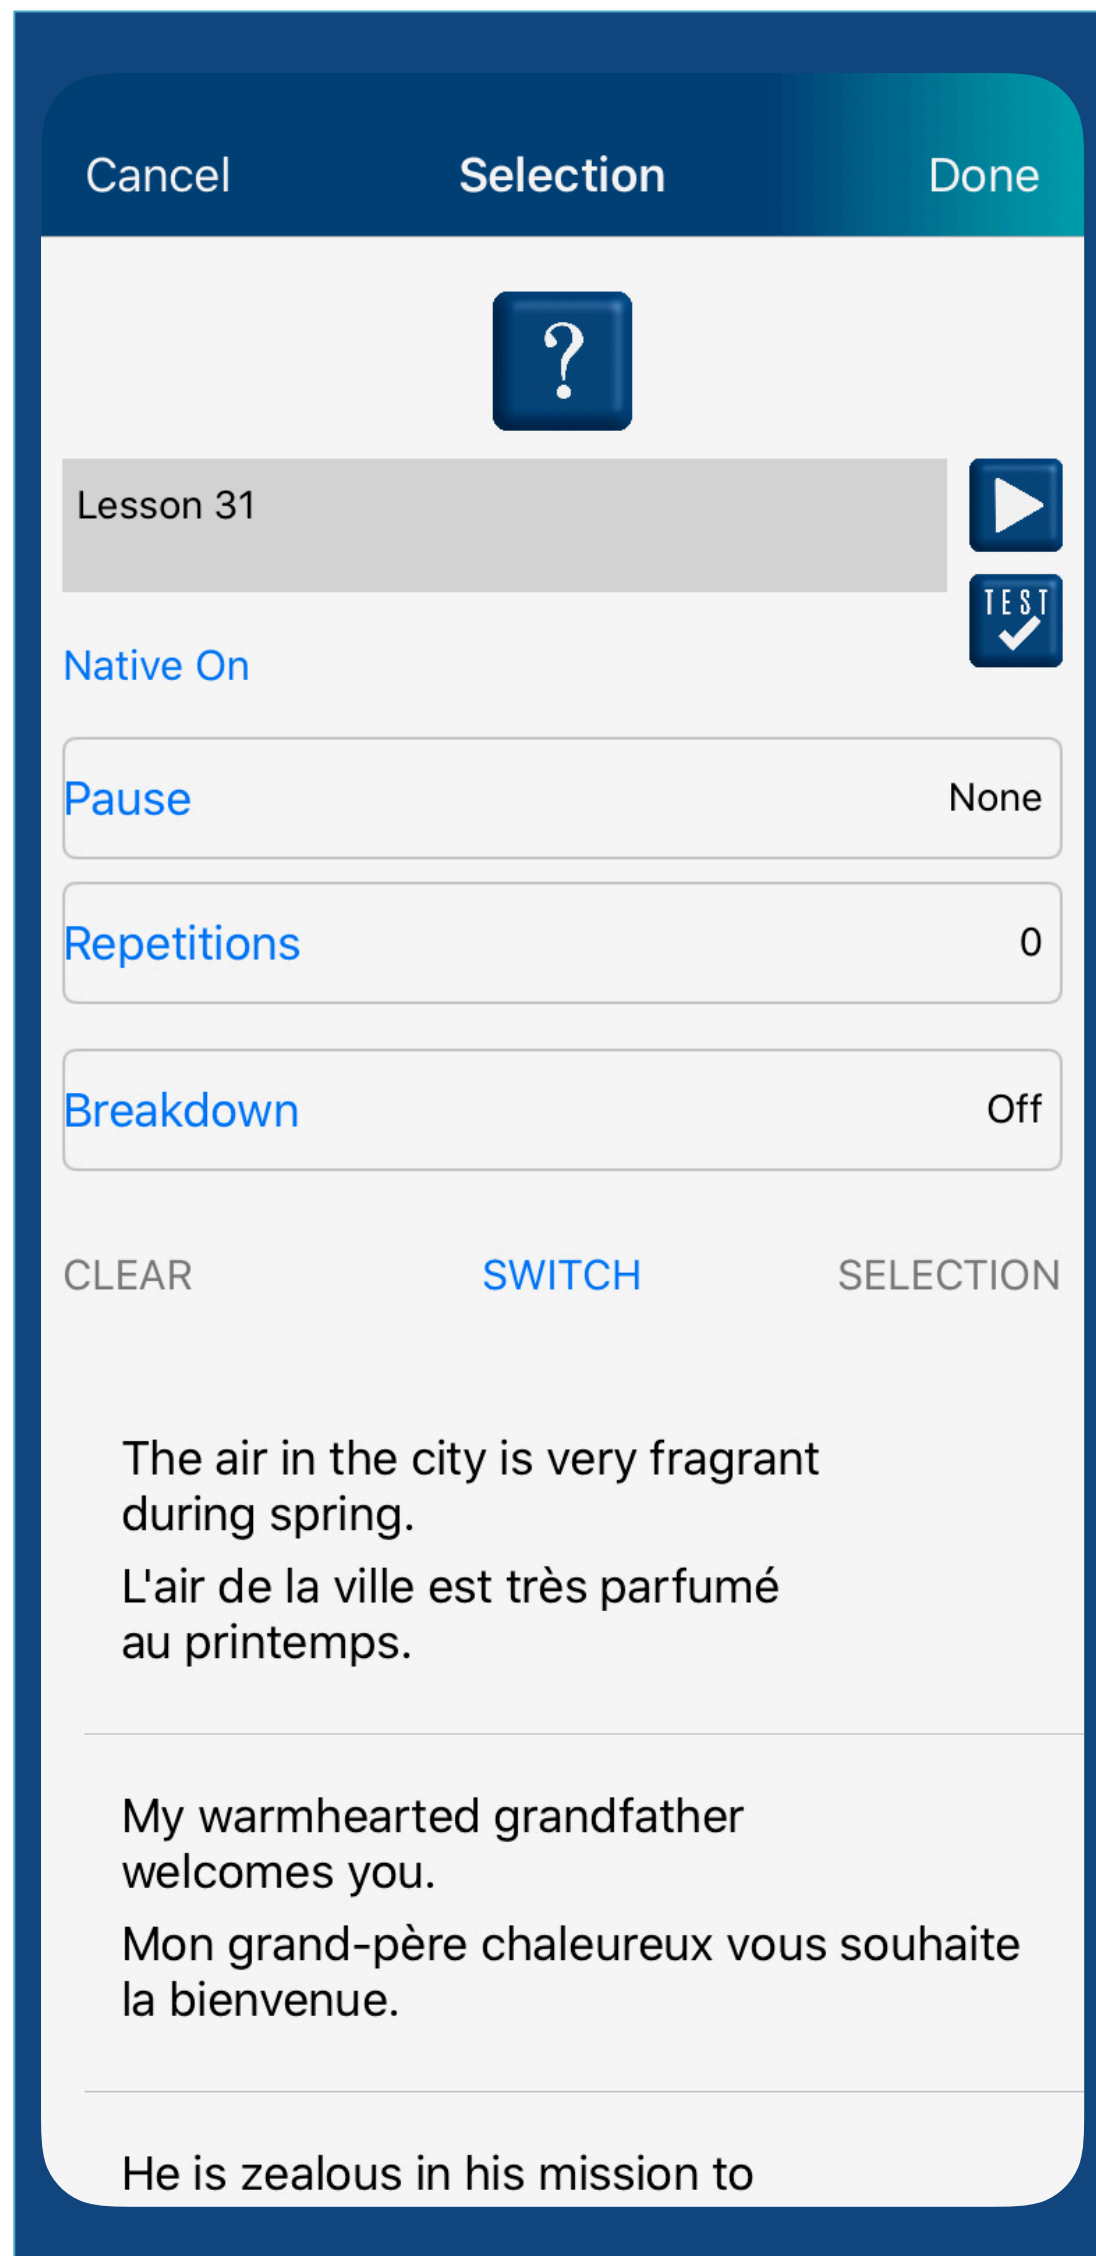 Cancel
Selection
Done
?
Lesson 31
TEST
Native On
Pause
None
Repetitions
0
Breakdown
Off
CLEAR
SWITCH
SELECTION
The air in the city is very fragrant
during spring.
L'air de la ville est très parfumé
au printemps.
My warmhearted grandfather
welcomes you.
Mon grand-père chaleureux vous souhaite
la bienvenue.
He is zealous in his mission to